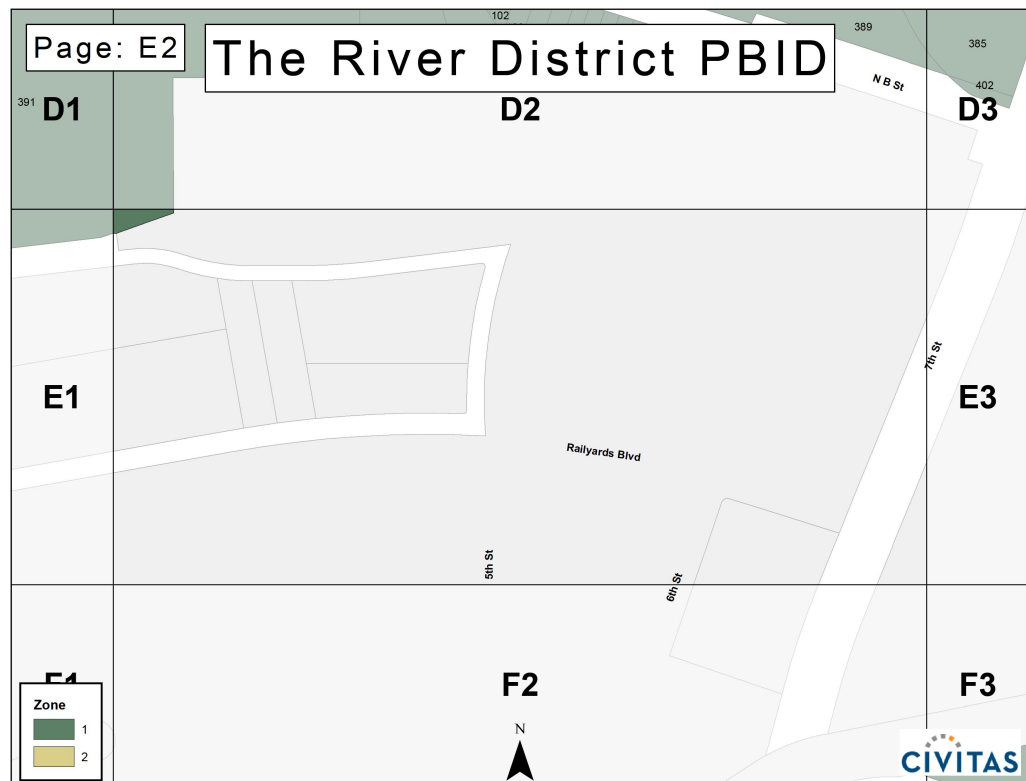 Page: E2
The River District PBID
102
389
385
402
391
D1
D2
D3
N B St
7th St
E1
E3
Railyards Blvd
5th St
6th St
F1
F2
F3
Zone
1
2
N
CIVITAS